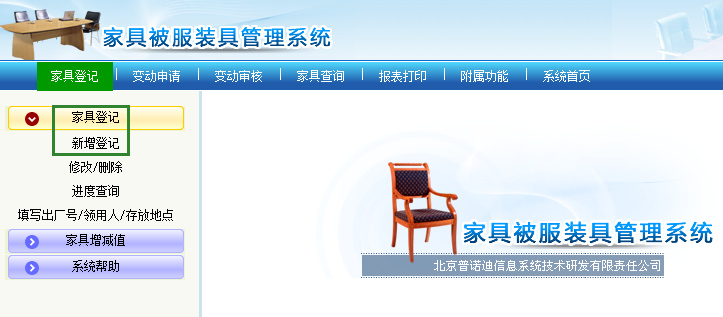 家具被服装具管理系统
家具登记 变动申请 变动审核 家具查询 报表打印 附属功能 系统首页
家具登记
新增登记
修改/删除
进度查询
填写出厂号/领用人/存放地点
家具增减值
系统帮助
家具被服装具管理系统
北京普诺迪信息系统技术研发有限责任公司